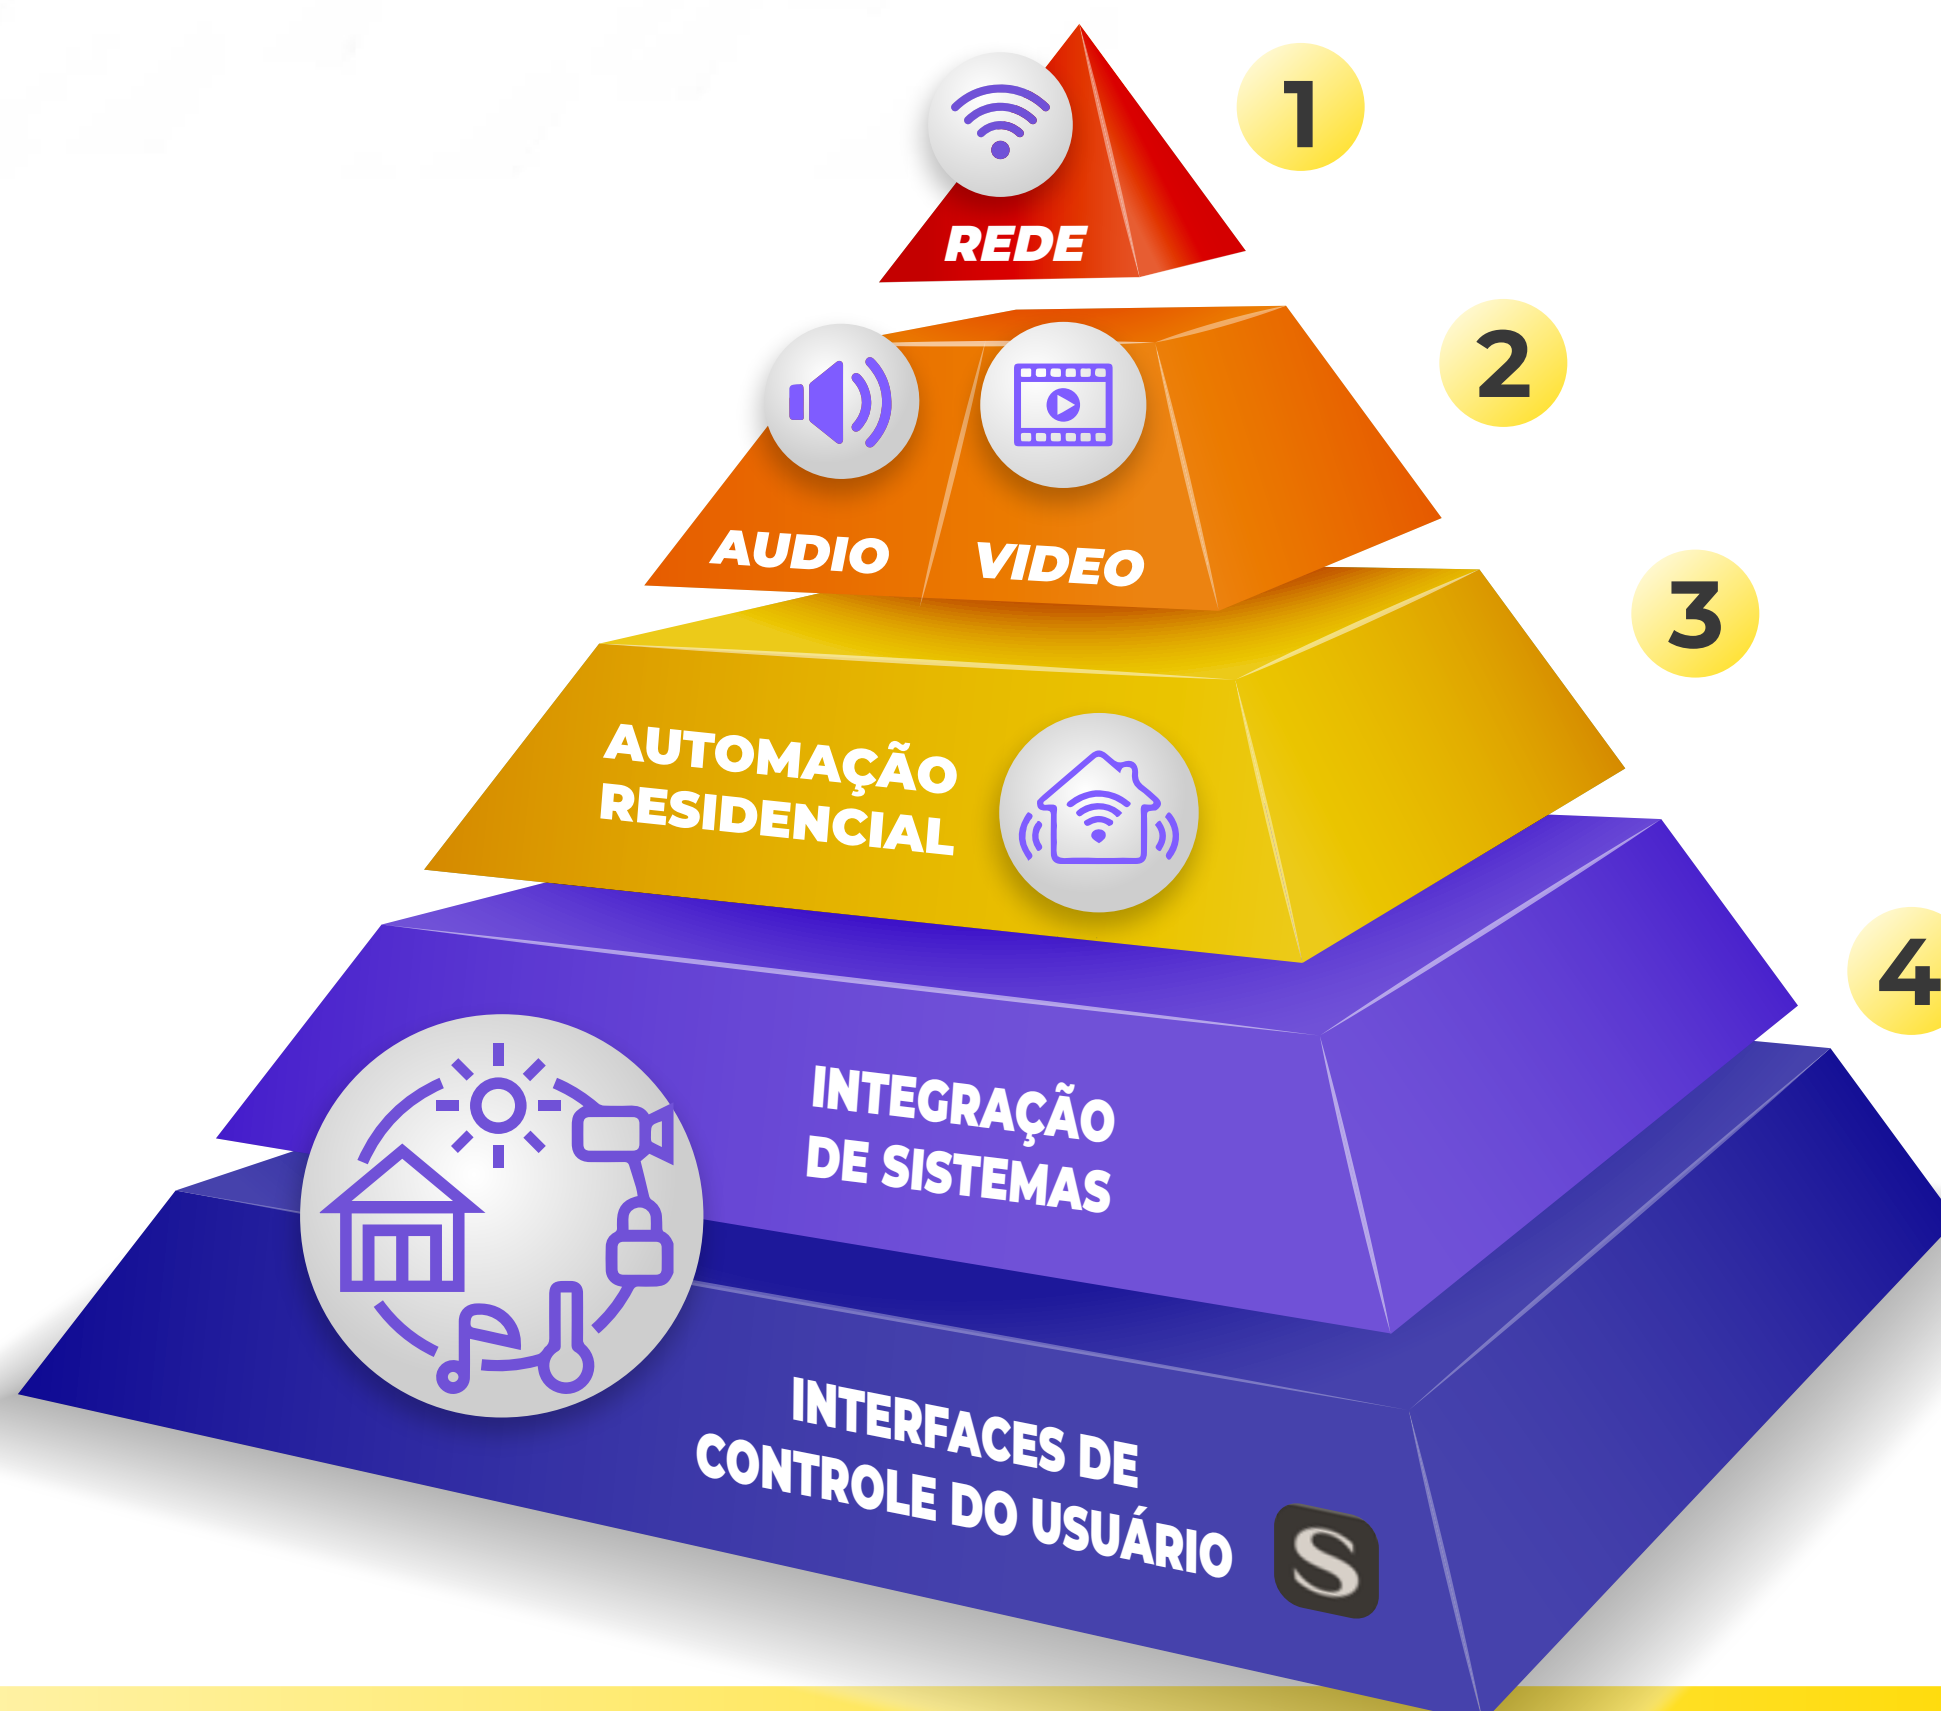 1
REDE
2
AUDIO
VIDEO
3
AUTOMAÇÃO
RESIDENCIAL
4
INTEGRAÇÃO
DE SISTEMAS
INTERFACES DE
CONTROLE DO USUÁRIO
S